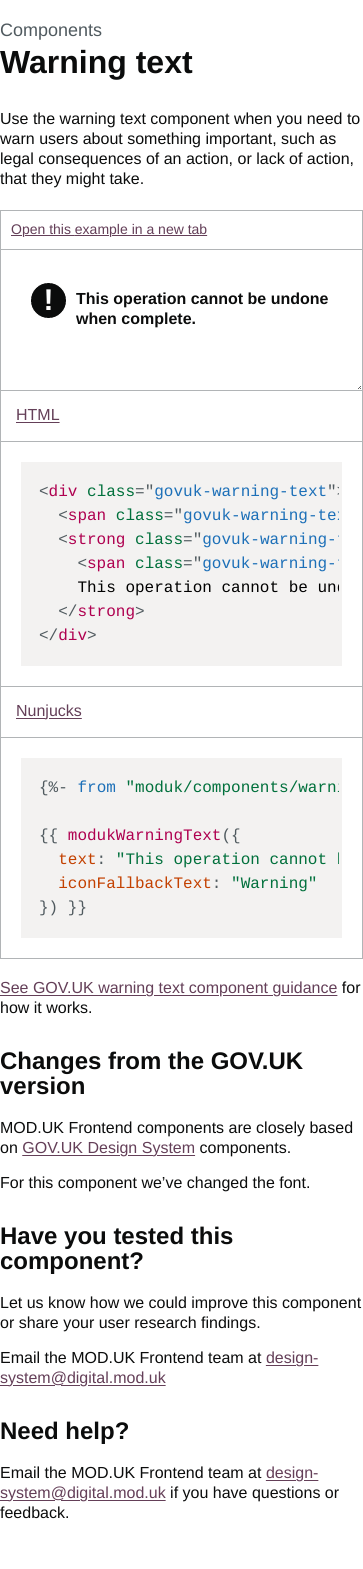 Components
Warning text
Use the warning text component when you need to
warn users about something important, such as
legal consequences of an action, or lack of action,
that they might take.
Open this example in a new tab
!
This operation cannot be undone
when complete.
HTML
<div class="govuk-warning-text">
<span class="govuk-warning-te
<strong class="govuk-warning-
<span class="govuk-warning-
This operation cannot be un
</strong>
</div>
Nunjucks
{%- from "moduk/components/warn
{{ modukWarningText({
text: "This operation cannot
iconFallbackText: "Warning"
}) }}
See GOV.UK warning text component guidance for
how it works.
Changes from the GOV.UK
version
MOD.UK Frontend components are closely based
on GOV.UK Design System components.
For this component we’ve changed the font.
Have you tested this
component?
Let us know how we could improve this component
or share your user research findings.
Email the MOD.UK Frontend team at design-
system@digital.mod.uk
Need help?
Email the MOD.UK Frontend team at design-
system@digital.mod.uk if you have questions or
feedback.